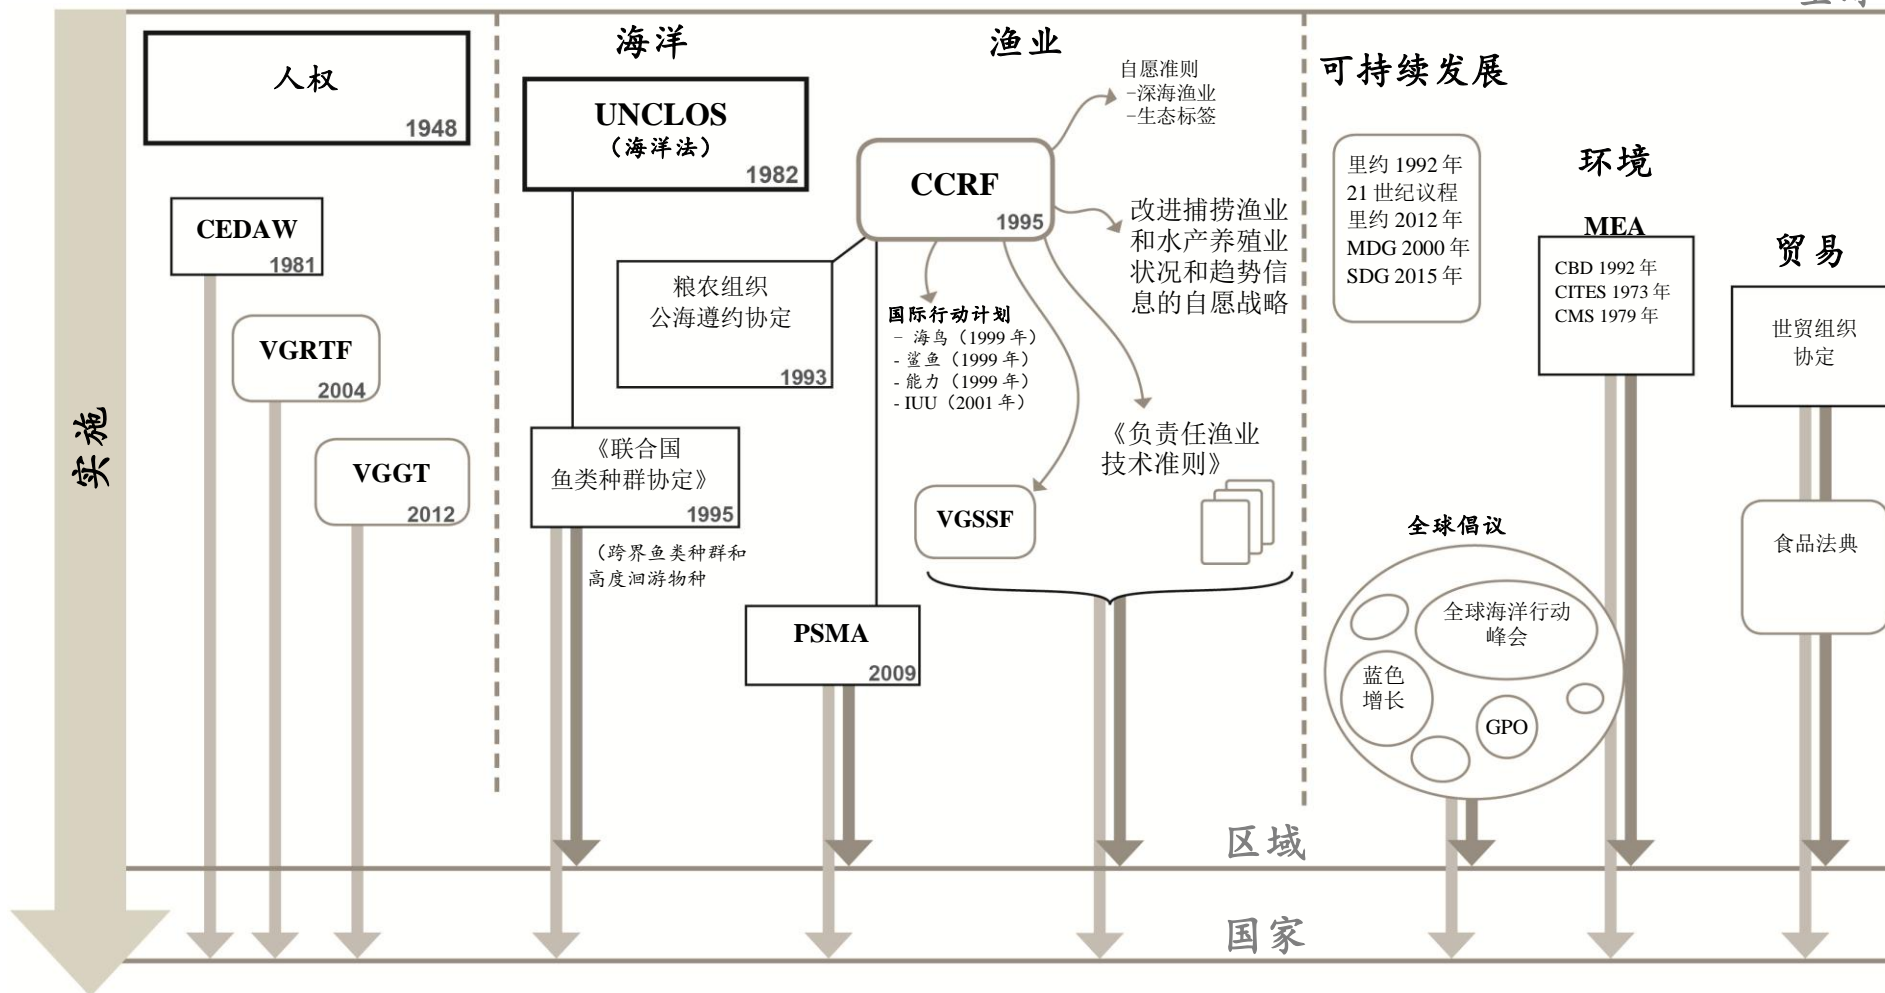 实施
人权
1948
CEDAW
1981
VGRTF
2004
VGGT
2012
海洋
UNCLOS
（海洋法）
1982
渔业
CCRF
1995
自愿准则
-深海渔业
-生态标签
改进捕捞渔业
和水产养殖业
状况和趋势信
息的自愿战略
粮农组织
公海遵约协定
1993
国际行动计划
- 海鸟（1999 年）
- 鲨鱼（1999 年）
- 能力（1999 年）
- IUU（2001 年）
《联合国
鱼类种群协定》
1995
（跨界鱼类种群和
高度洄游物种
《负责任渔业
技术准则》
VGSSF
PSMA
2009
可持续发展
里约 1992 年
21 世纪议程
里约 2012 年
MDG 2000 年
SDG 2015 年
环境
MEA
CBD 1992 年
CITES 1973 年
CMS 1979 年
贸易
世贸组织
协定
食品法典
全球倡议
全球海洋行动
峰会
蓝色
增长
GPO
区域
国家